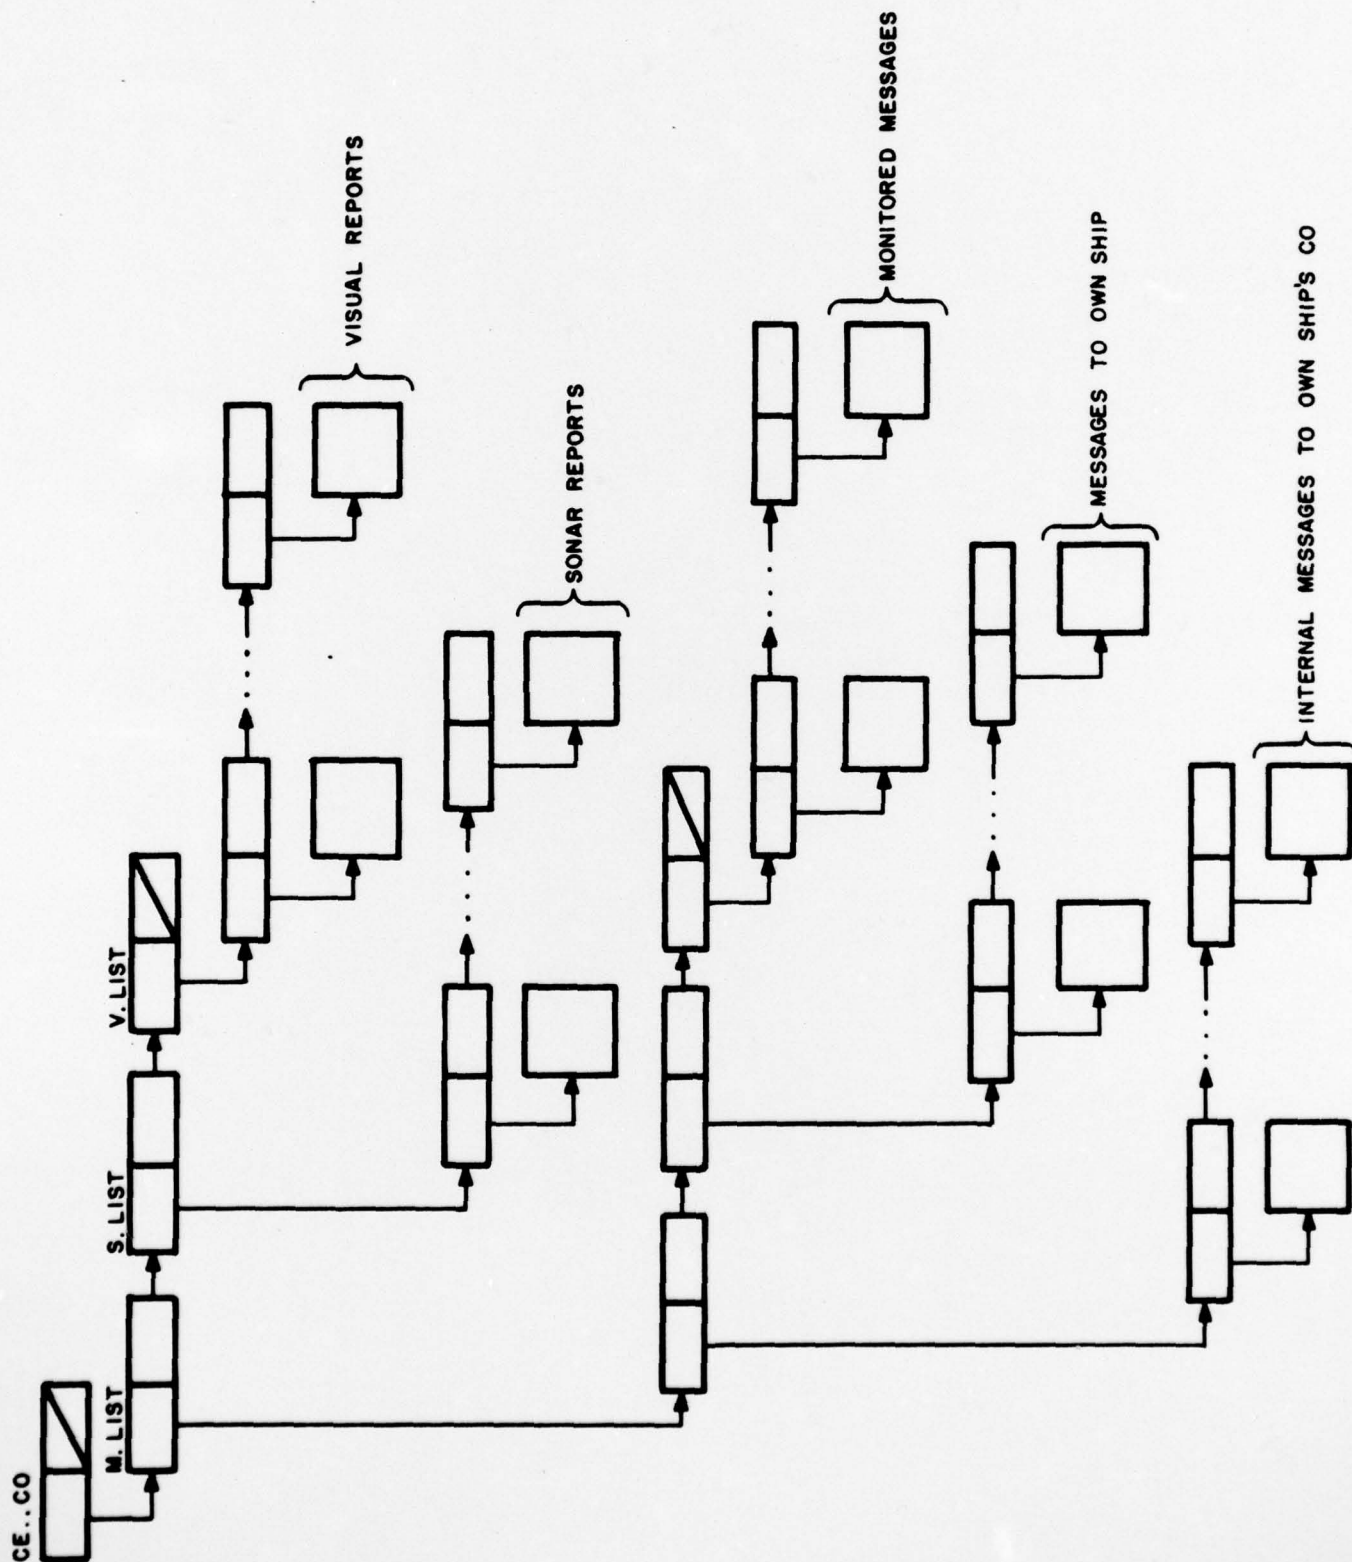 CE..CO
M. LIST
S. LIST
V. LIST
VISUAL REPORTS
SONAR REPORTS
MONITORED MESSAGES
MESSAGES TO OWN SHIP
INTERNAL MESSAGES TO OWN SHIP'S CO